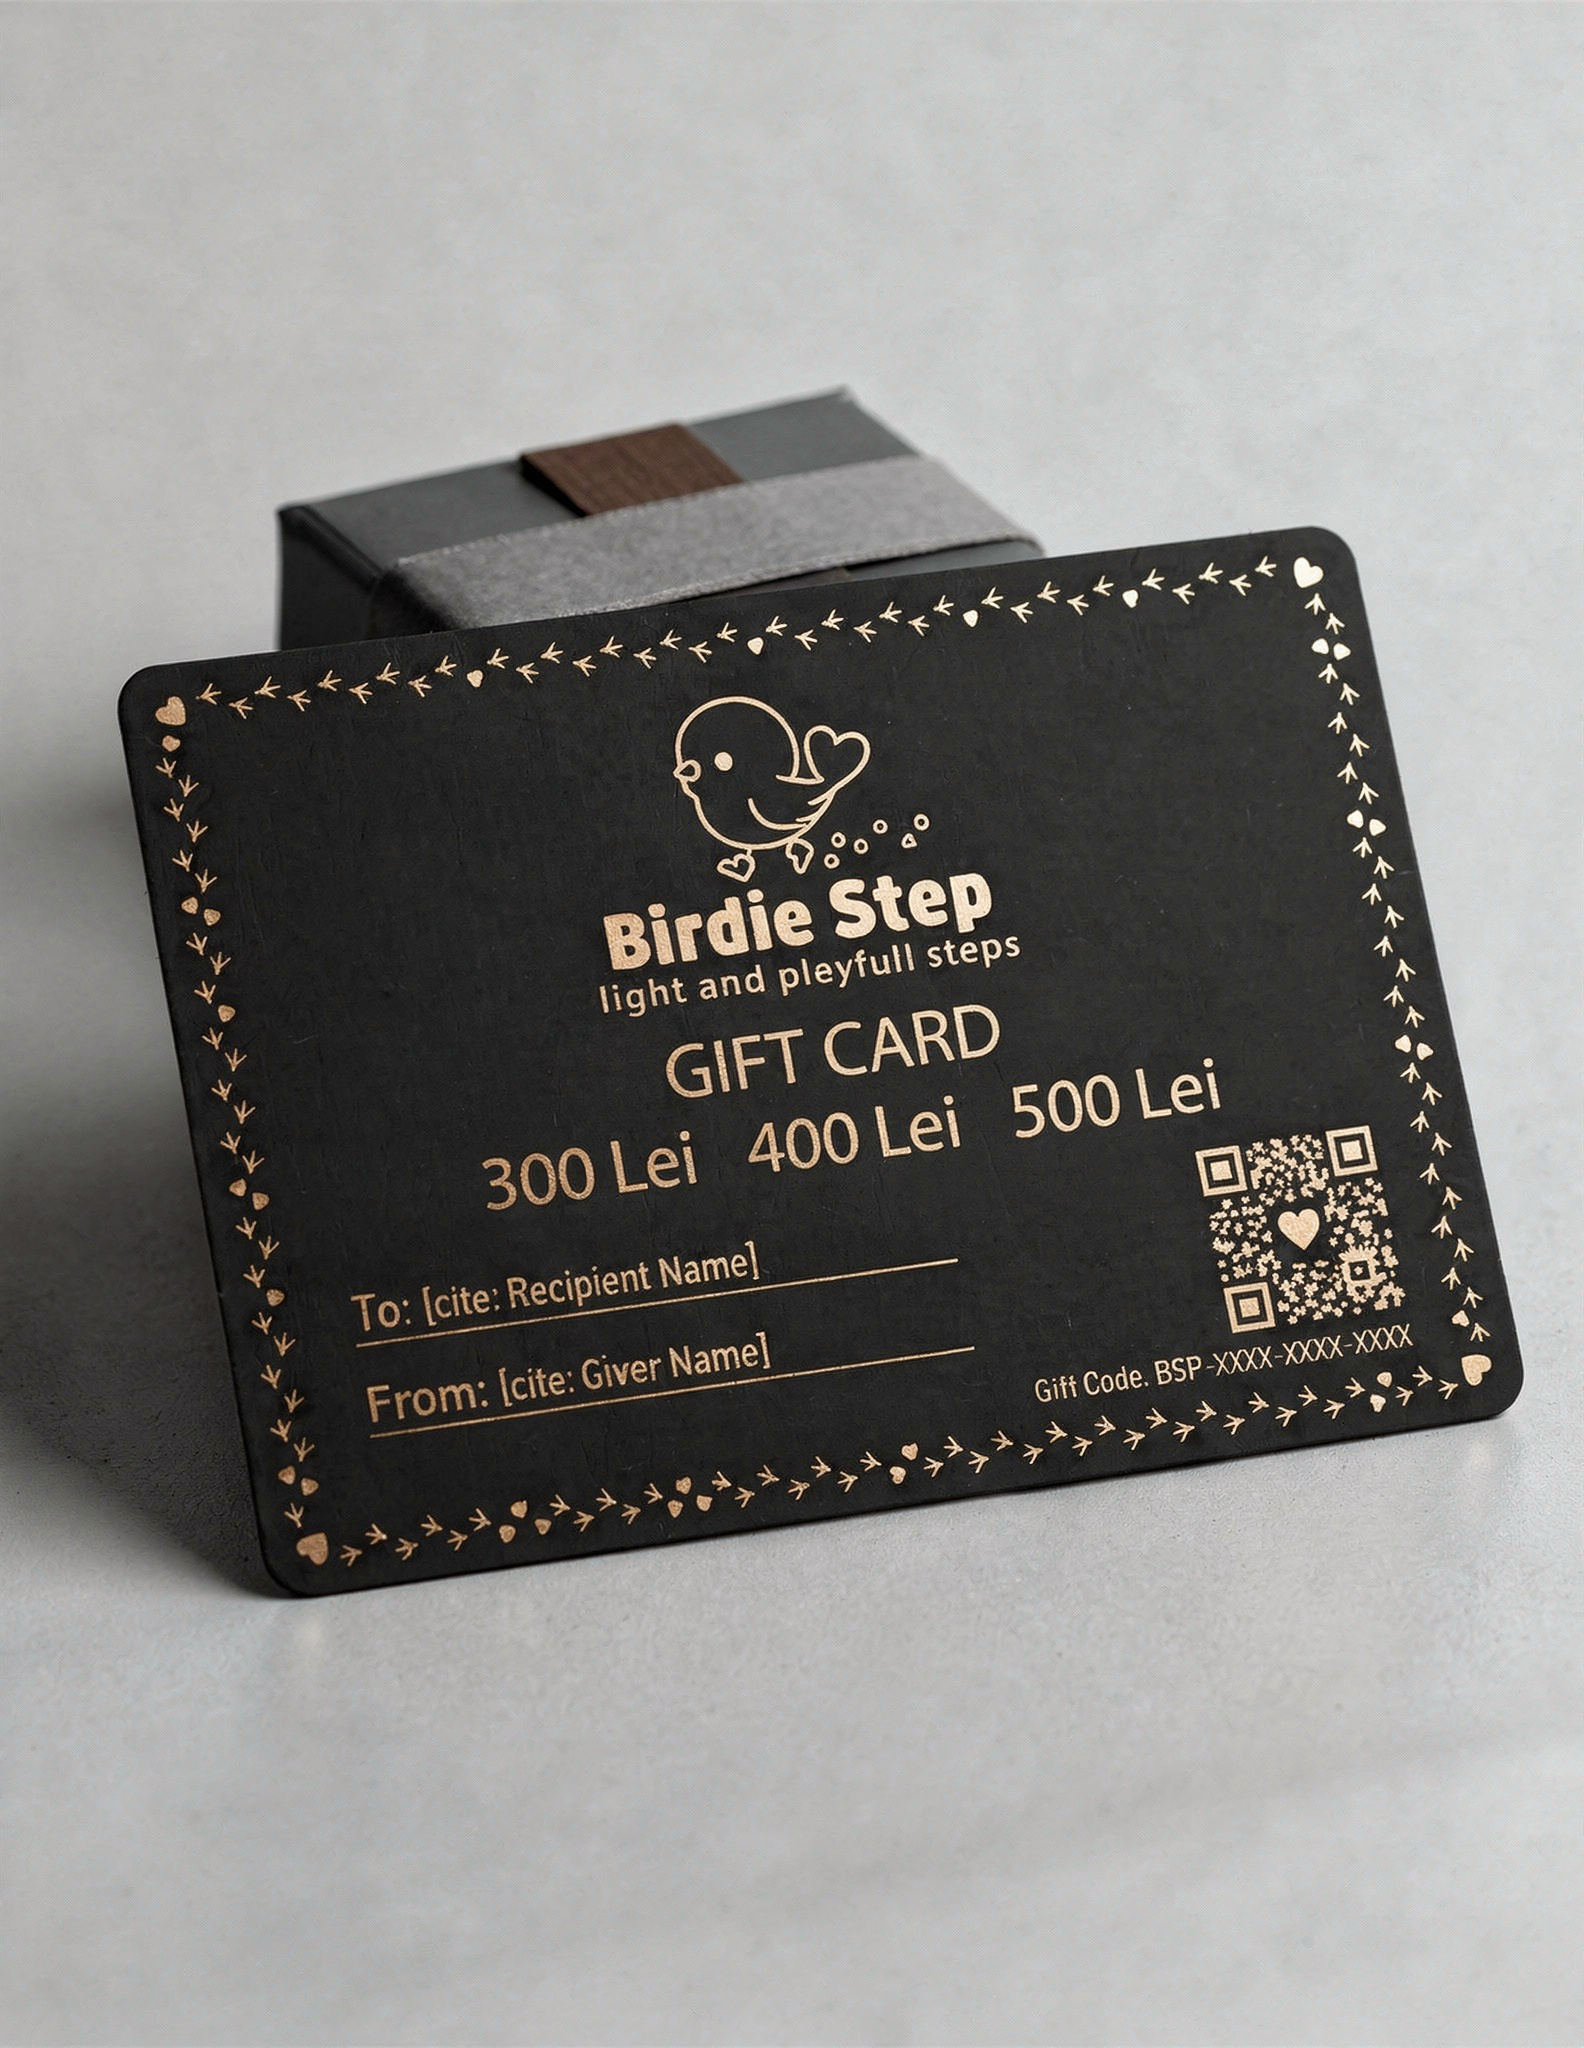 Birdie Step
light and pleyfull steps
GIFT CARD
300 Lei 400 Lei 500 Lei
To: [cite: Recipient Name]
From: [cite: Giver Name]
Gift Code. BSP-XXXX-XXXX-XXXX